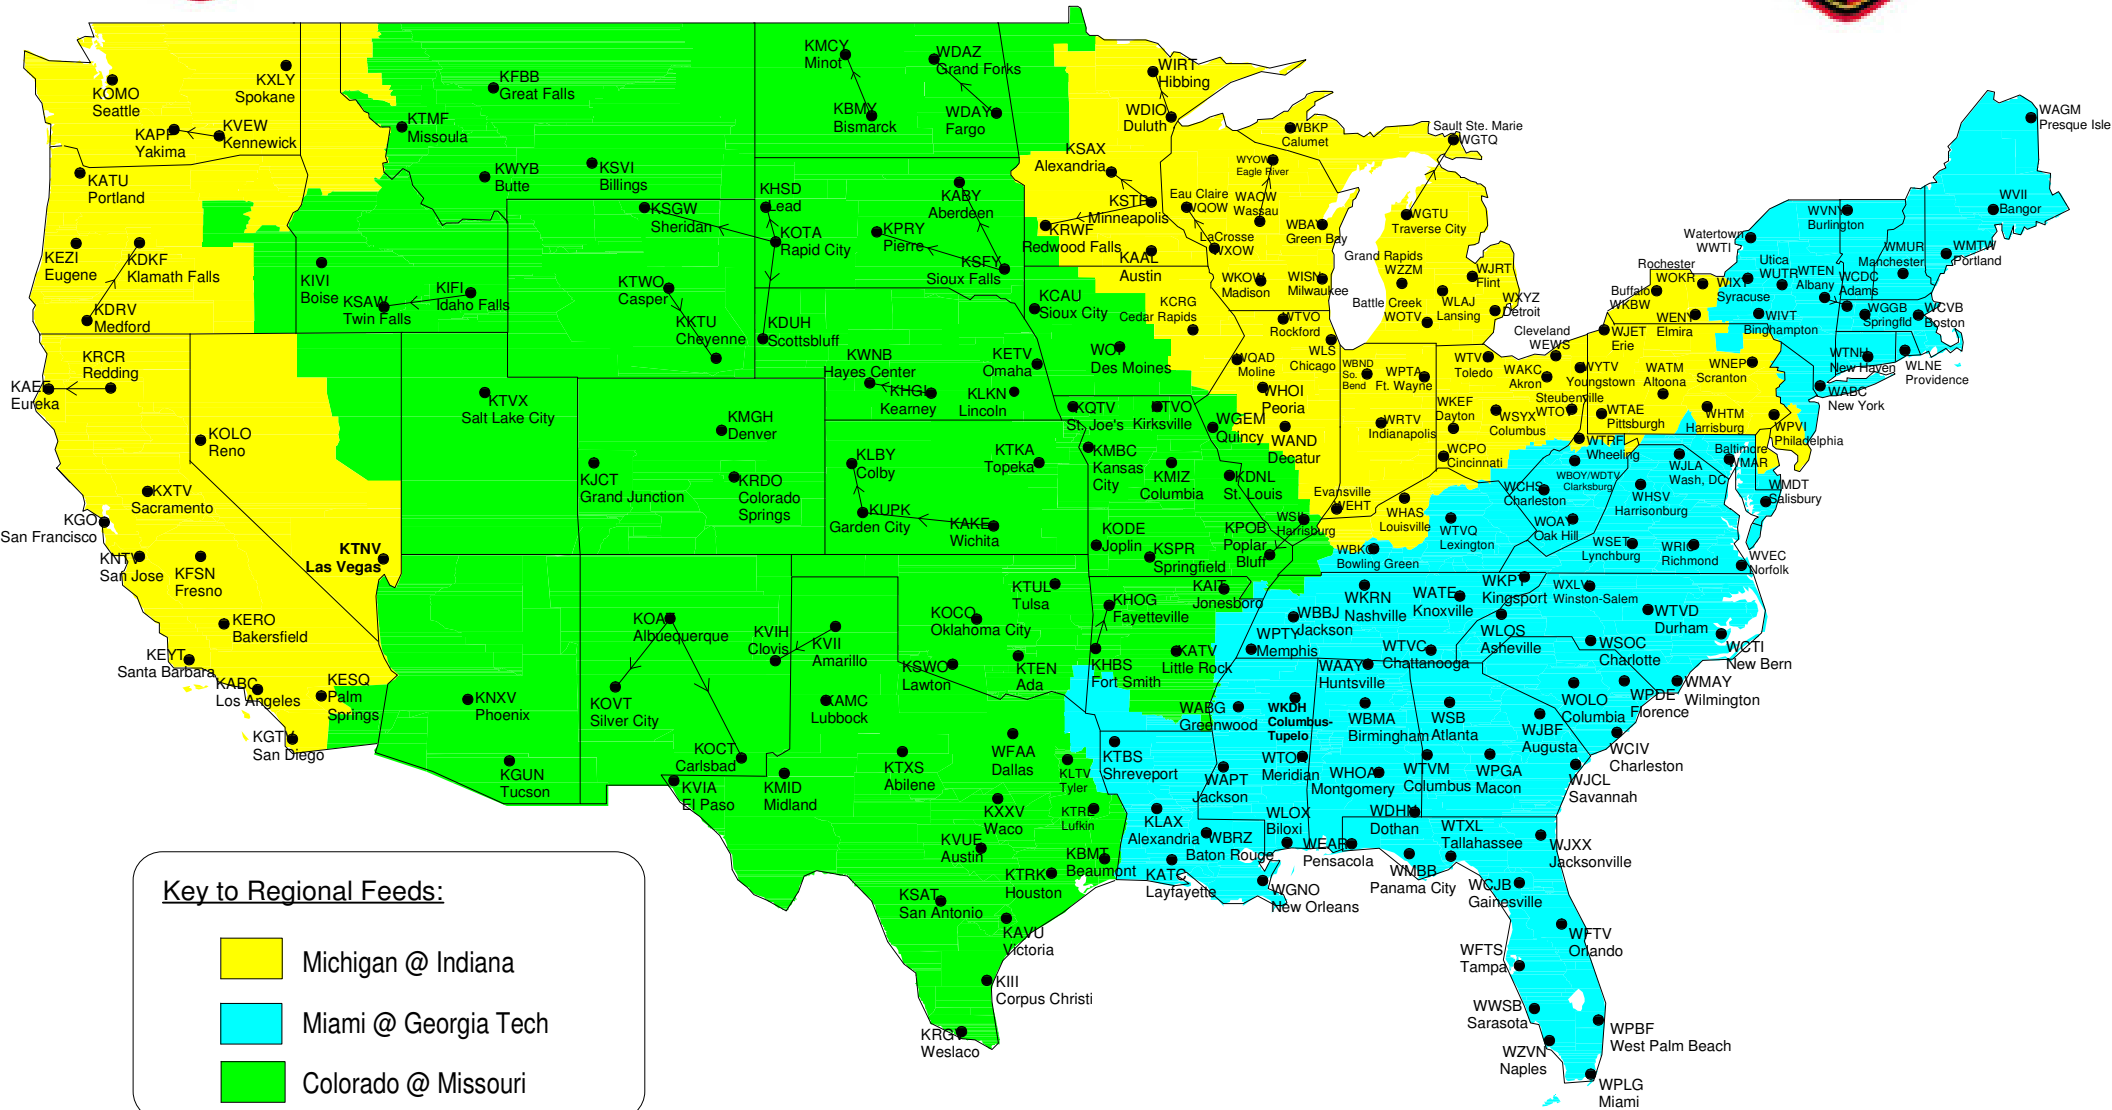 KOMO
Seattle
KXLY
Spokane
KAPP
Yakima
KVEW
Kennewick
KATU
Portland
KEZI
Eugene
KDKF
Klamath Falls
KDRV
Medford
KTMF
Missoula
KFBB
Great Falls
KWYB
Butte
KSVI
Billings
KIVI
Boise
KSAW
Twin Falls
KIFI
Idaho Falls
KSGW
Sheridan
KTWO
Casper
KKTU
Cheyenne
KMCY
Minot
KBMY
Bismarck
WDAZ
Grand Forks
WDAY
Fargo
KHSD
Lead
KOTA
Rapid City
KPRY
Pierre
KABY
Aberdeen
KSFY
Sioux Falls
KDUH
Scottsbluff
KWNB
Hayes Center
KHGI
Kearney
KLKN
Lincoln
KETV
Omaha
KCAU
Sioux City
WOI
Des Moines
KCRG
Cedar Rapids
WIRT
Hibbing
WDIO
Duluth
KSAX
Alexandria
KSTP
Minneapolis
KRWF
Redwood Falls
KAAL
Austin
WBKP
Calumet
WYOW
Eagle River
Eau Claire
WQOW
WAOW
Wassau
WBAY
Green Bay
LaCrosse
WXOW
WKOW
Madison
WISN
Milwaukee
Sault Ste. Marie
WGTQ
WGTU
Traverse City
Grand Rapids
WZZM
WJRT
Flint
Battle Creek
WOTV
WLAJ
Lansing
WXYZ
Detroit
WTVO
Rockford
WLS
Chicago
WQAD
Moline
WHOI
Peoria
WGEM
Quincy
WAND
Decatur
WBND
So.
Bend
WPTA
Ft. Wayne
WRTV
Indianapolis
Evansville
WEHT
WSIL
Harrisburg
WTVG
Toledo
Cleveland
WEWS
WAKC
Akron
WYTV
Youngstown
Steubenville
WTOV
WKEF
Dayton
WSYX
Columbus
WCPO
Cincinnati
WHAS
Louisville
WTVQ
Lexington
WBKO
Bowling Green
WJET
Erie
WATM
Altoona
WTAE
Pittsburgh
WHTM
Harrisburg
WNEP
Scranton
WPVI
Philadelphia
Buffalo
WKBW
Rochester
WOKR
WENY
Elmira
Watertown
WWTI
WIXT
Syracuse
Utica
WUTR
WTEN
Albany
WIVT
Binghampton
WVNY
Burlington
WMUR
Manchester
WCDC
Adams
WGGB
Springfld
WCVB
Boston
WTNH
New Haven
WLNE
Providence
WABC
New York
WMTW
Portland
WVII
Bangor
WAGM
Presque Isle
WTRF
Wheeling
WBOY/WDTV
Clarksburg
WCHS
Charleston
WOAY
Oak Hill
WJLA
Wash, DC
Baltimore
WMAR
WMDT
Salisbury
WHSV
Harrisonburg
WSET
Lynchburg
WRIC
Richmond
WVEC
Norfolk
KRCR
Redding
KAEF
Eureka
KOLO
Reno
KXTV
Sacramento
KGO
San Francisco
KNTV
San Jose
KFSN
Fresno
KTNV
Las Vegas
KERO
Bakersfield
KEYT
Santa Barbara
KABC
Los Angeles
KESQ
Palm
Springs
KGTV
San Diego
KTVX
Salt Lake City
KJCT
Grand Junction
KMGH
Denver
KRDO
Colorado
Springs
KNXV
Phoenix
KGUN
Tucson
KOAT
Albuequerque
KOVT
Silver City
KOCT
Carlsbad
KVIH
Clovis
KVII
Amarillo
KLBY
Colby
KUPK
Garden City
KAKE
Wichita
KTKA
Topeka
KQTV
St. Joe's
KTVO
Kirksville
KMBC
Kansas
City
KMIZ
Columbia
KDNL
St. Louis
KODE
Joplin
KSPR
Springfield
KPOB
Poplar
Bluff
KTUL
Tulsa
KOCO
Oklahoma City
KSWO
Lawton
KTEN
Ada
KHOG
Fayetteville
KHBS
Fort Smith
KAIT
Jonesboro
KATV
Little Rock
KAMC
Lubbock
KVIA
El Paso
KMID
Midland
KTXS
Abilene
WFAA
Dallas
KXXV
Waco
KLTV
Tyler
KTRE
Lufkin
KVUE
Austin
KTRK
Houston
KBMT
Beaumont
KSAT
San Antonio
KAVU
Victoria
KIII
Corpus Christi
KRGV
Weslaco
KTBS
Shreveport
KLAX
Alexandria
WBRZ
Baton Rouge
KATC
Layfayette
WGNO
New Orleans
WABG
Greenwood
WKDH
Columbus-
Tupelo
WTOK
Meridian
WAPT
Jackson
WLOX
Biloxi
WBBJ
Jackson
WPTY
Memphis
WKRN
Nashville
WATE
Knoxville
WKPT
Kingsport
WTVC
Chattanooga
WAAY
Huntsville
WBMA
Birmingham
WHOA
Montgomery
WDHN
Dothan
WEAR
Pensacola
WSB
Atlanta
WTVM
Columbus
WPGA
Macon
WJBF
Augusta
WJCL
Savannah
WXLV
Winston-Salem
WTVD
Durham
WLOS
Asheville
WSOC
Charlotte
WCTI
New Bern
WMAY
Wilmington
WOLO
Columbia
WPDE
Florence
WCIV
Charleston
WTXL
Tallahassee
WMBB
Panama City
WJXX
Jacksonville
WCJB
Gainesville
WFTV
Orlando
WFTS
Tampa
WWSB
Sarasota
WZVN
Naples
WPBF
West Palm Beach
WPLG
Miami
Key to Regional Feeds:
Michigan @ Indiana
Miami @ Georgia Tech
Colorado @ Missouri